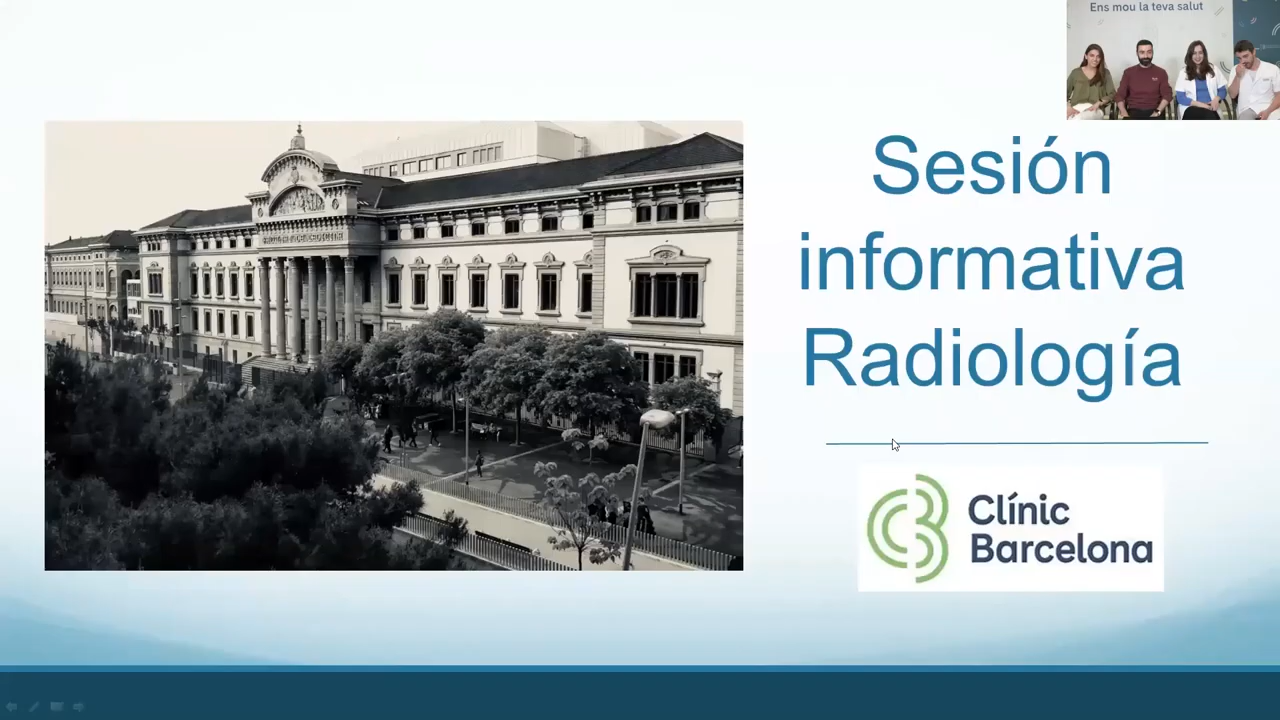 Ens mou la teva salut
Sesión
informativa
Radiología
Clínic
Barcelona